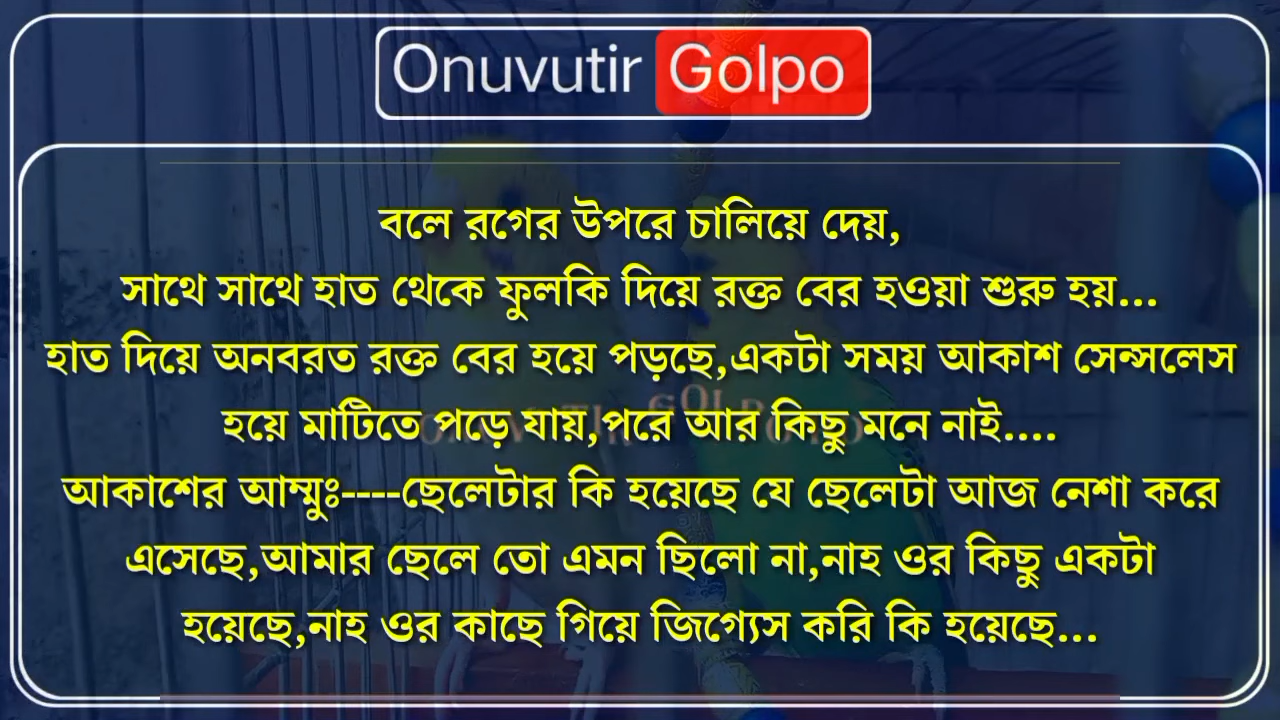 Onuvutir Golpo
বলে রগের উপরে চালিয়ে দেয়,
সাথে সাথে হাত থেকে ফুলকি দিয়ে রক্ত বের হওয়া শুরু হয়...
হাত দিয়ে অনবরত রক্ত বের হয়ে পড়ছে,একটা সময় আকাশ সেন্সলেস
হয়ে মাটিতে পড়ে যায়,পরে আর কিছু মনে নাই....
আকাশের আম্মুঃ----ছেলেটার কি হয়েছে যে ছেলেটা আজ নেশা করে
এসেছে,আমার ছেলে তো এমন ছিলো না,নাহ ওর কিছু একটা
হয়েছে,নাহ ওর কাছে গিয়ে জিগ্যেস করি কি হয়েছে...